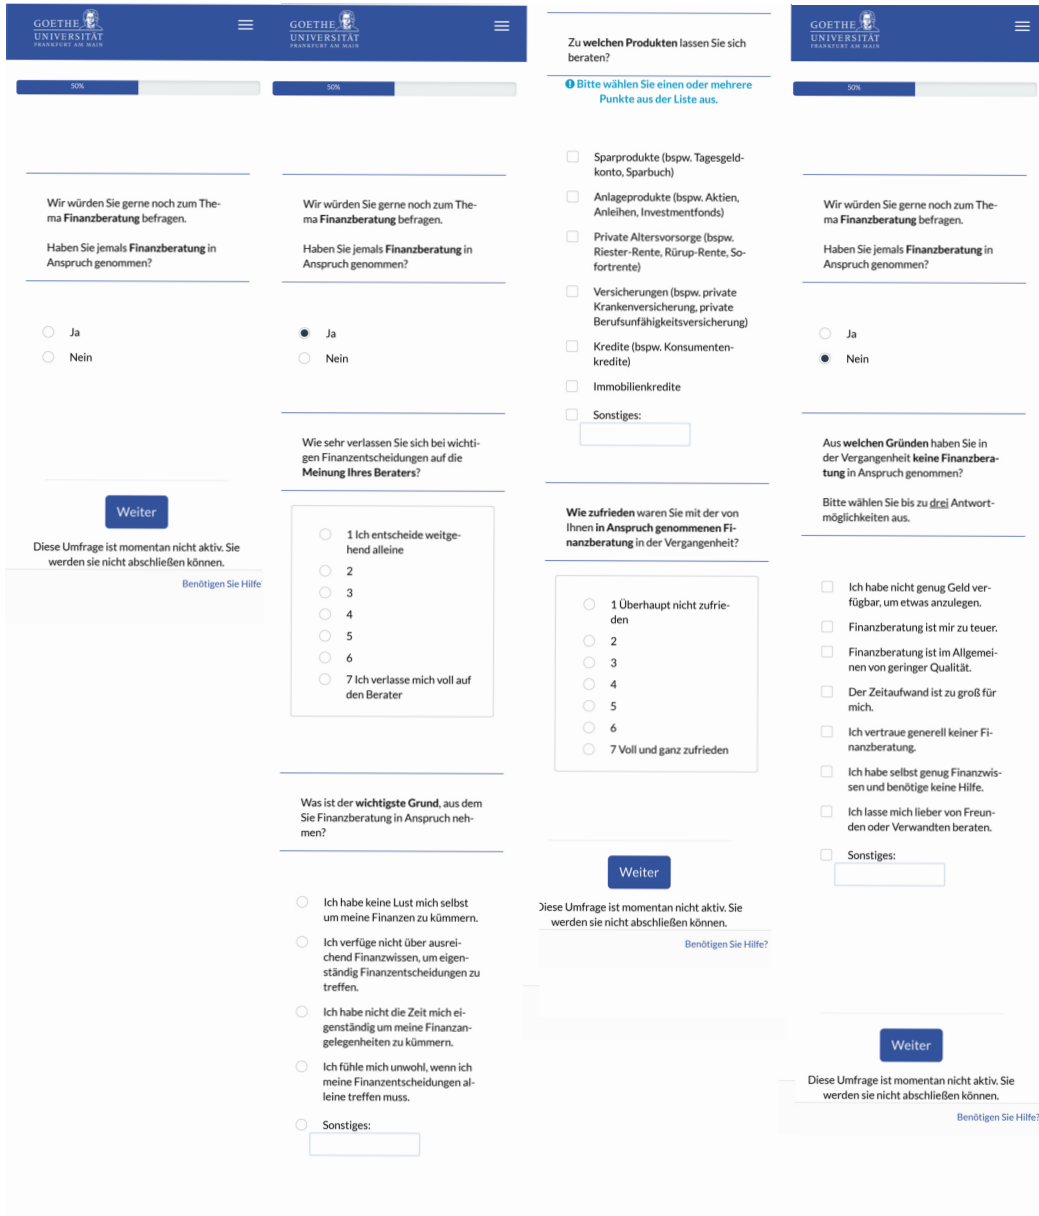 GOETHE
UNIVERSITÄT
FRANKFURT AM MAIN
50%
Wir würden Sie gerne noch zum The-
ma Finanzberatung befragen.
Haben Sie jemals Finanzberatung in
Anspruch genommen?
Ja
Nein
Weiter
Diese Umfrage ist momentan nicht aktiv. Sie
werden sie nicht abschließen können.
Benötigen Sie Hilfe
GOETHE
UNIVERSITÄT
FRANKFURT AM MAIN
50%
Wir würden Sie gerne noch zum The-
ma Finanzberatung befragen.
Haben Sie jemals Finanzberatung in
Anspruch genommen?
Ja
Nein
Wie sehr verlassen Sie sich bei wichti-
gen Finanzentscheidungen auf die
Meinung Ihres Beraters?
1 Ich entscheide weitge-
hend alleine
2
3
4
5
6
7 Ich verlasse mich voll auf
den Berater
Was ist der wichtigste Grund, aus dem
Sie Finanzberatung in Anspruch neh-
men?
Ich habe keine Lust mich selbst
um meine Finanzen zu kümmern.
Ich verfüge nicht über ausrei-
chend Finanzwissen, um eigen-
ständig Finanzentscheidungen zu
treffen.
Ich habe nicht die Zeit mich ei-
genständig um meine Finanzan-
gelegenheiten zu kümmern.
Ich fühle mich unwohl, wenn ich
meine Finanzentscheidungen al-
leine treffen muss.
Sonstiges:
Zu welchen Produkten lassen Sie sich
beraten?
Bitte wählen Sie einen oder mehrere
Punkte aus der Liste aus.
Sparprodukte (bspw. Tagesgeld-
konto, Sparbuch)
Anlageprodukte (bspw. Aktien,
Anleihen, Investmentfonds)
Private Altersvorsorge (bspw.
Riester-Rente, Rürup-Rente, So-
fortrente)
Versicherungen (bspw. private
Krankenversicherung, private
Berufsunfähigkeitsversicherung)
Kredite (bspw. Konsumenten-
kredite)
Immobilienkredite
Sonstiges:
Wie zufrieden waren Sie mit der von
Ihnen in Anspruch genommenen Fi-
nanzberatung in der Vergangenheit?
1 Überhaupt nicht zufrie-
den
2
3
4
5
6
7 Voll und ganz zufrieden
Weiter
Diese Umfrage ist momentan nicht aktiv. Sie
werden sie nicht abschließen können.
Benötigen Sie Hilfe?
GOETHE
UNIVERSITÄT
FRANKFURT AM MAIN
50%
Wir würden Sie gerne noch zum The-
ma Finanzberatung befragen.
Haben Sie jemals Finanzberatung in
Anspruch genommen?
Ja
Nein
Aus welchen Gründen haben Sie in
der Vergangenheit keine Finanzbera-
tung in Anspruch genommen?
Bitte wählen Sie bis zu drei Antwort-
möglichkeiten aus.
Ich habe nicht genug Geld ver-
fügbar, um etwas anzulegen.
Finanzberatung ist mir zu teuer.
Finanzberatung ist im Allgemei-
nen von geringer Qualität.
Der Zeitaufwand ist zu groß für
mich.
Ich vertraue generell keiner Fi-
nanzberatung.
Ich habe selbst genug Finanzwis-
sen und benötige keine Hilfe.
Ich lasse mich lieber von Freun-
den oder Verwandten beraten.
Sonstiges:
Weiter
Diese Umfrage ist momentan nicht aktiv. Sie
werden sie nicht abschließen können.
Benötigen Sie Hilfe?